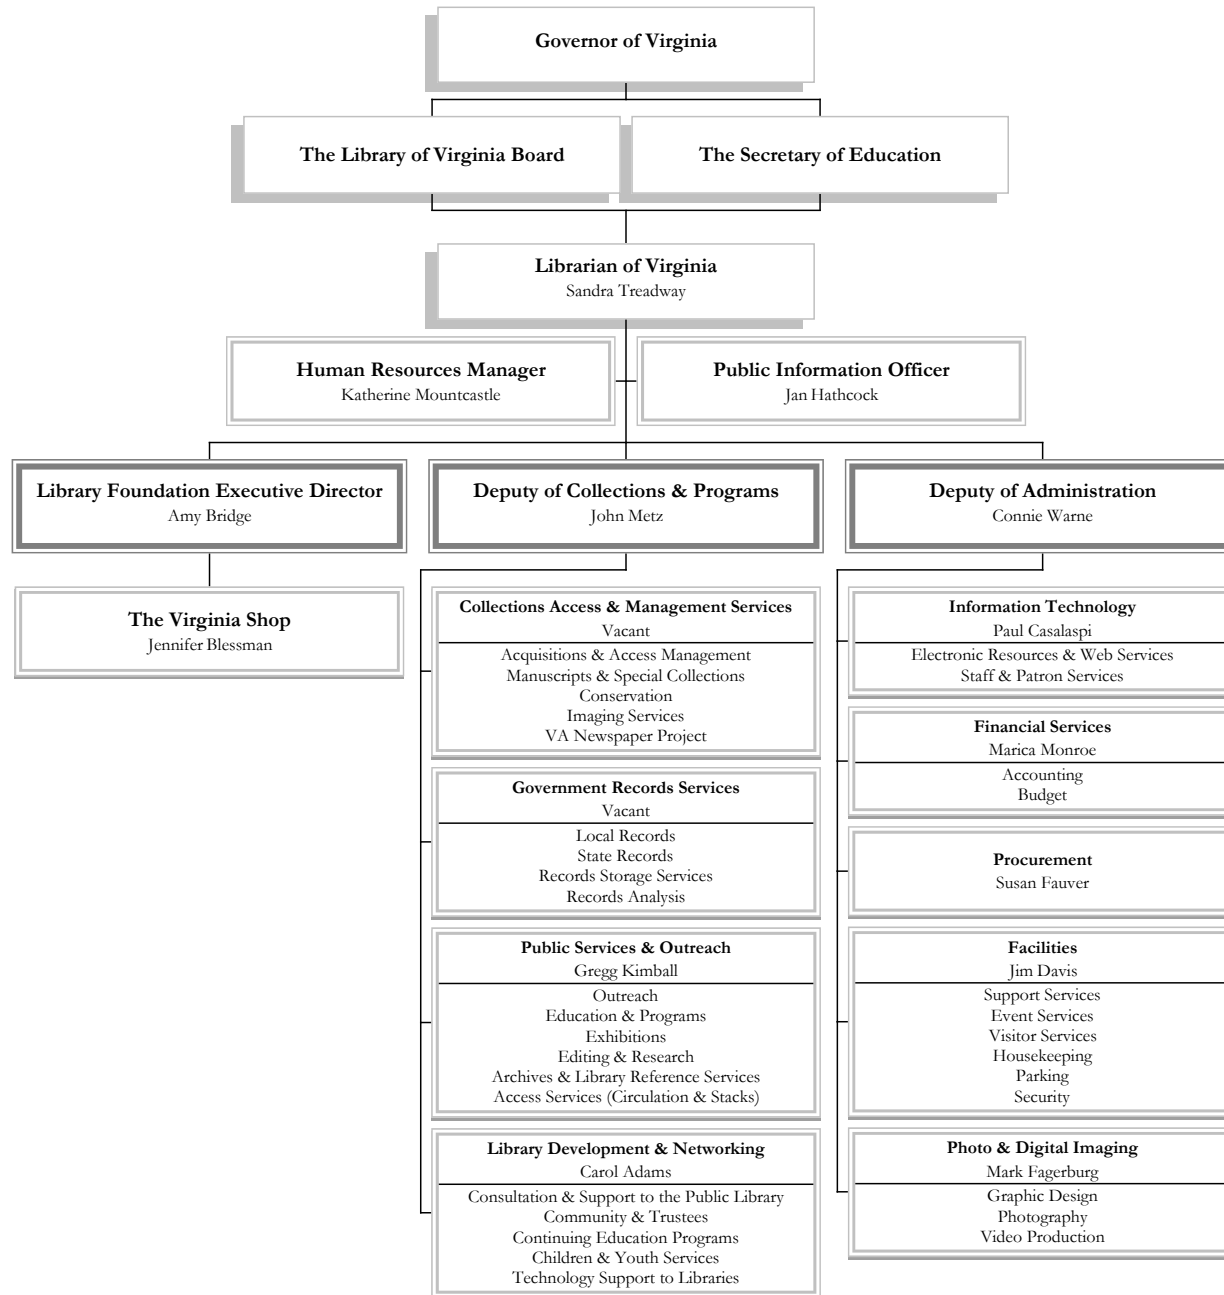 Governor of Virginia
The Library of Virginia Board
The Secretary of Education
Librarian of Virginia
Sandra Treadway
Human Resources Manager
Katherine Mountcastle
Public Information Officer
Jan Hathcock
Library Foundation Executive Director
Amy Bridge
Deputy of Collections & Programs
John Metz
Deputy of Administration
Connie Warne
The Virginia Shop
Jennifer Blessman
Collections Access & Management Services
Vacant
Acquisitions & Access Management
Manuscripts & Special Collections
Conservation
Imaging Services
VA Newspaper Project
Government Records Services
Vacant
Local Records
State Records
Records Storage Services
Records Analysis
Public Services & Outreach
Gregg Kimball
Outreach
Education & Programs
Exhibitions
Editing & Research
Archives & Library Reference Services
Access Services (Circulation & Stacks)
Library Development & Networking
Carol Adams
Consultation & Support to the Public Library
Community & Trustees
Continuing Education Programs
Children & Youth Services
Technology Support to Libraries
Information Technology
Paul Casalaspi
Electronic Resources & Web Services
Staff & Patron Services
Financial Services
Marica Monroe
Accounting
Budget
Procurement
Susan Fauver
Facilities
Jim Davis
Support Services
Event Services
Visitor Services
Housekeeping
Parking
Security
Photo & Digital Imaging
Mark Fagerburg
Graphic Design
Photography
Video Production